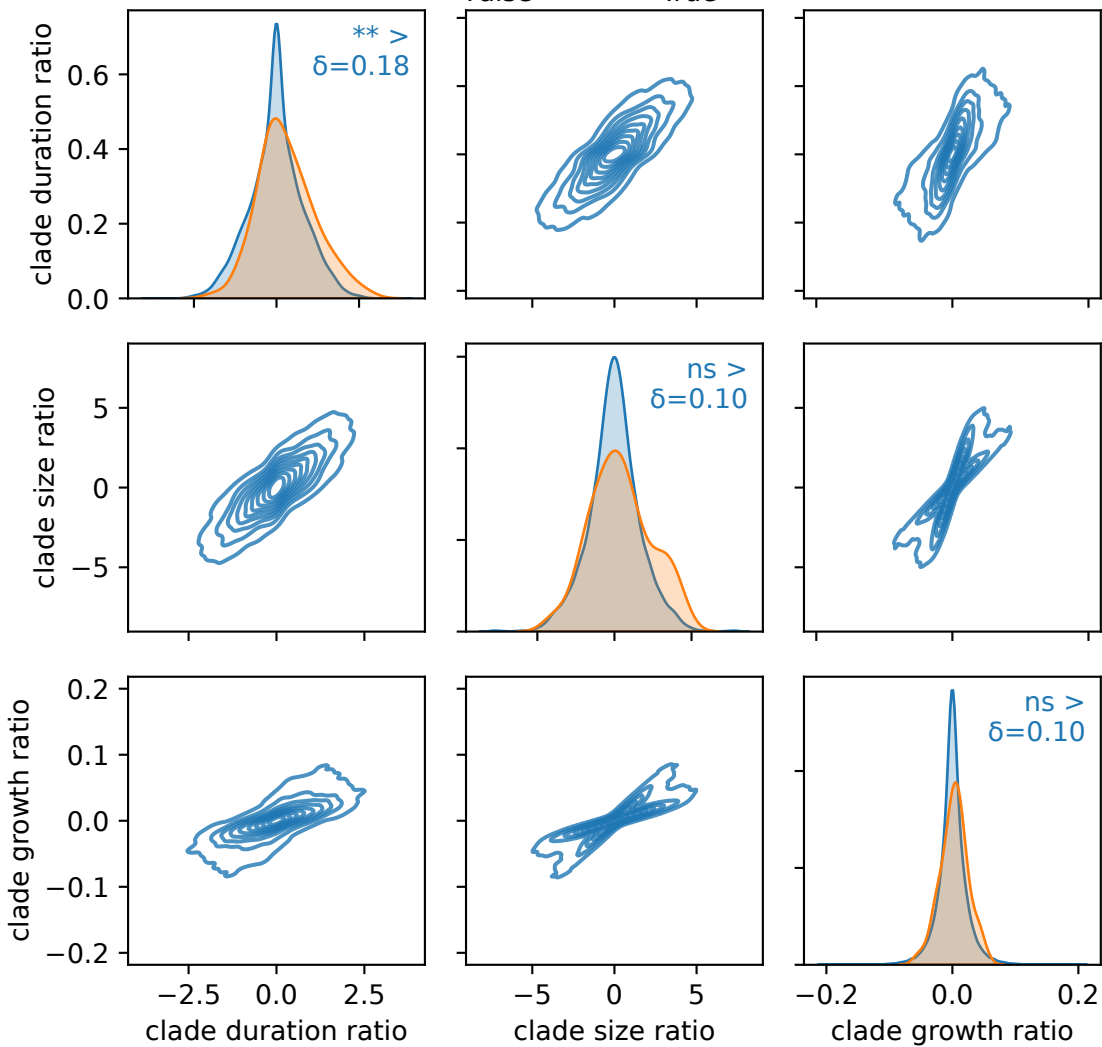 ** >
δ=0.18
clade duration ratio
0.6
0.4
0.2
0.0
ns >
δ=0.10
clade size ratio
5
0
−5
ns >
δ=0.10
clade growth ratio
0.2
0.1
0.0
−0.1
−0.2
−2.5 0.0 2.5
−5 0 5
−0.2 0.0 0.2
clade duration ratio
clade size ratio
clade growth ratio